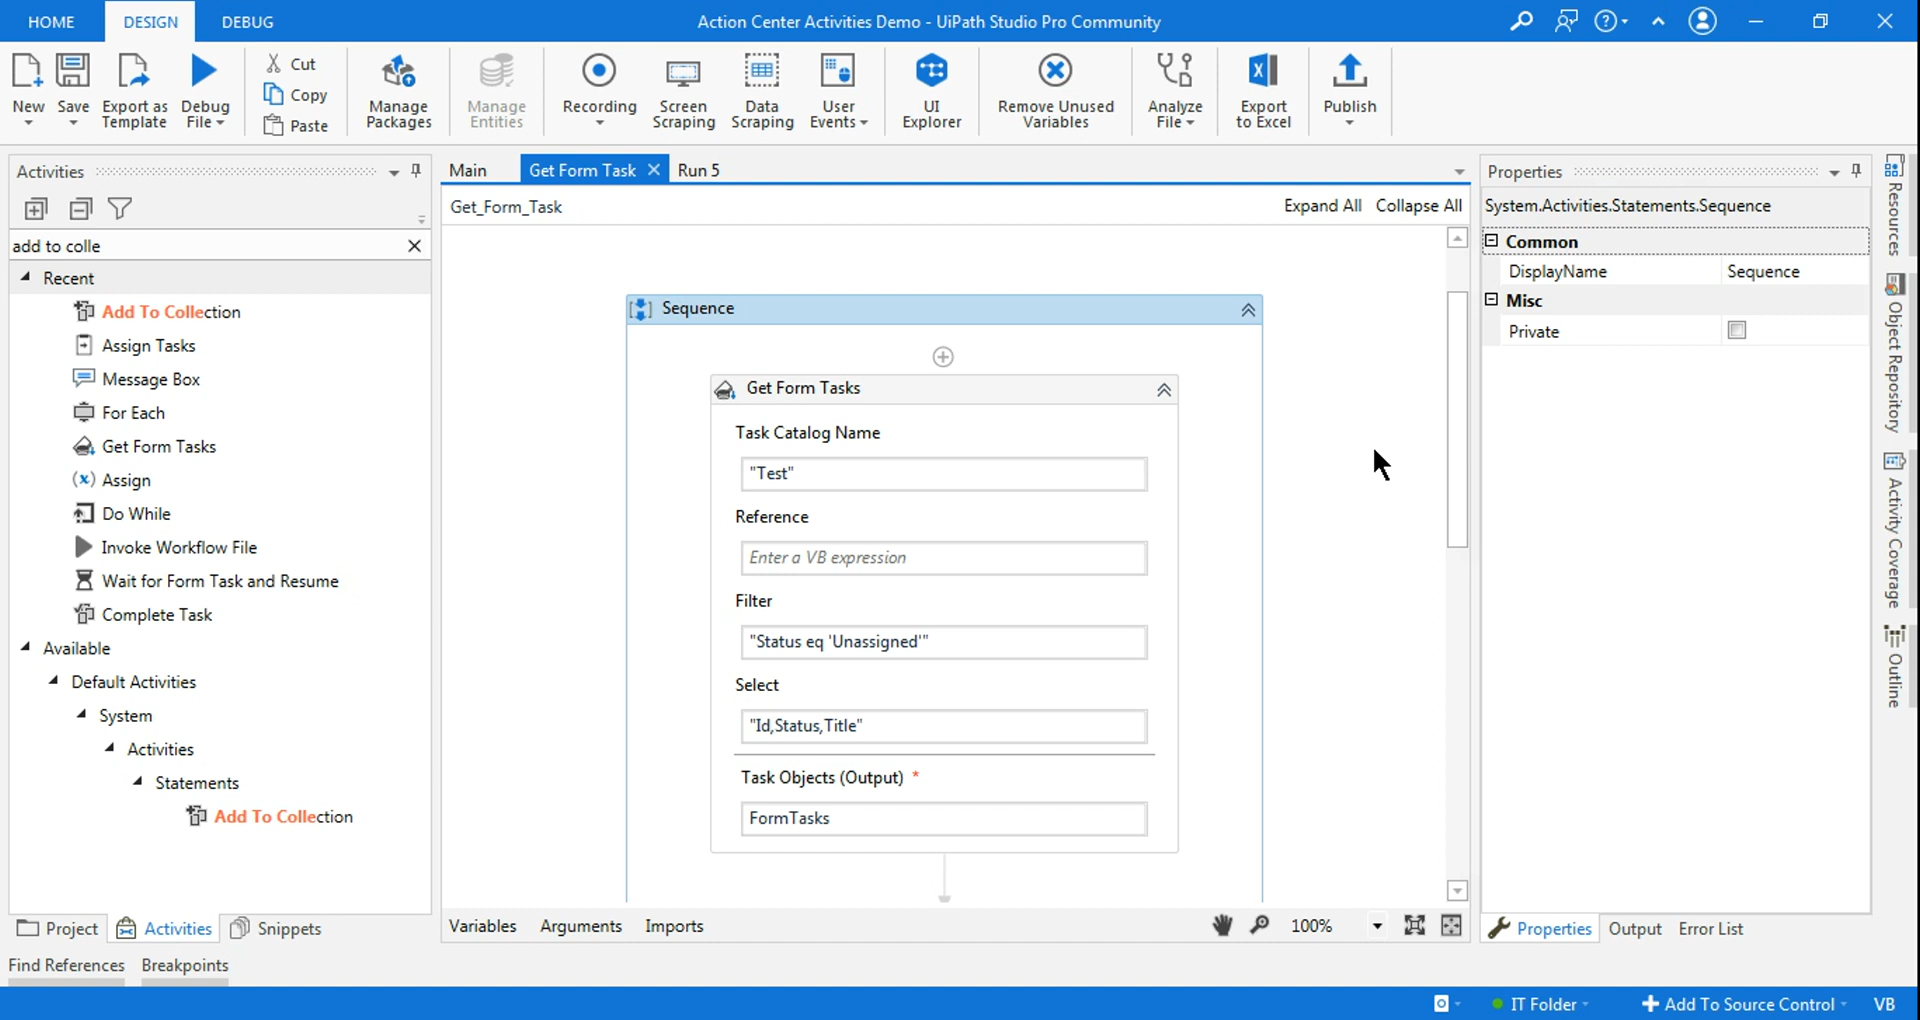 HOME DESIGN DEBUG Action Center Activities Demo - UiPath Studio Pro Community
New Save Export as Template Debug File Cut Copy Paste Manage Packages Manage Entities Recording Screen Scraping Data Scraping User Events UI Explorer Remove Unused Variables Analyze File Export to Excel Publish
Activities
add to colle
Recent
Add To Collection
Assign Tasks
Message Box
For Each
Get Form Tasks
Assign
Do While
Invoke Workflow File
Wait for Form Task and Resume
Complete Task
Available
Default Activities
System
Activities
Statements
Add To Collection
Project Activities Snippets
Main Get Form Task Run 5
Get_Form_Task Expand All Collapse All
Sequence
Get Form Tasks
Task Catalog Name
"Test"
Reference
Enter a VB expression
Filter
"Status eq 'Unassigned'"
Select
"Id,Status,Title"
Task Objects (Output) *
FormTasks
Variables Arguments Imports 100%
Properties
System.Activities.Statements.Sequence
Common
DisplayName Sequence
Misc
Private
Properties Output Error List
Resources
Object Repository
Activity Coverage
Outline
Find References Breakpoints
IT Folder Add To Source Control VB